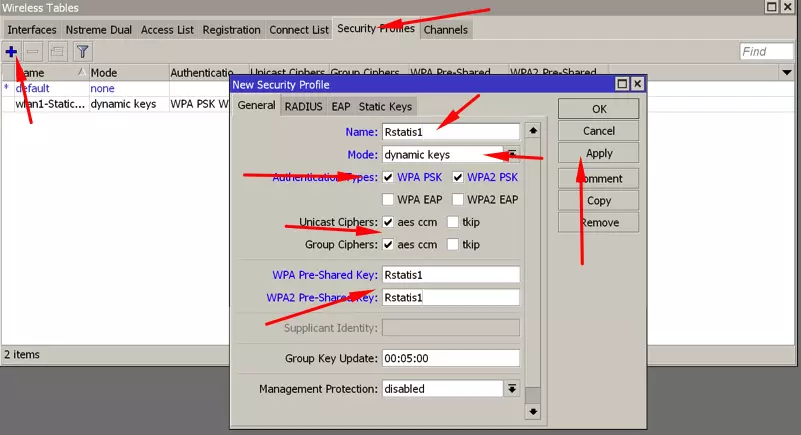 Wireless Tables
Interfaces Nstreme Dual Access List Registration Connect List Security Profiles Channels
Find
Name Mode Authenticatio... Unicast Ciphers Group Ciphers WPA Pre-Shared ... WPA2 Pre-Shared ...
* default none
wlan1-Static... dynamic keys WPA PSK W
2 items
New Security Profile
General RADIUS EAP Static Keys
Name: Rstatis1
Mode: dynamic keys
Authentication Types: WPA PSK WPA2 PSK
WPA EAP WPA2 EAP
Unicast Ciphers: aes ccm tkip
Group Ciphers: aes ccm tkip
WPA Pre-Shared Key: Rstatis1
WPA2 Pre-Shared Key: Rstatis1
Supplicant Identity:
Group Key Update: 00:05:00
Management Protection: disabled
OK
Cancel
Apply
Comment
Copy
Remove